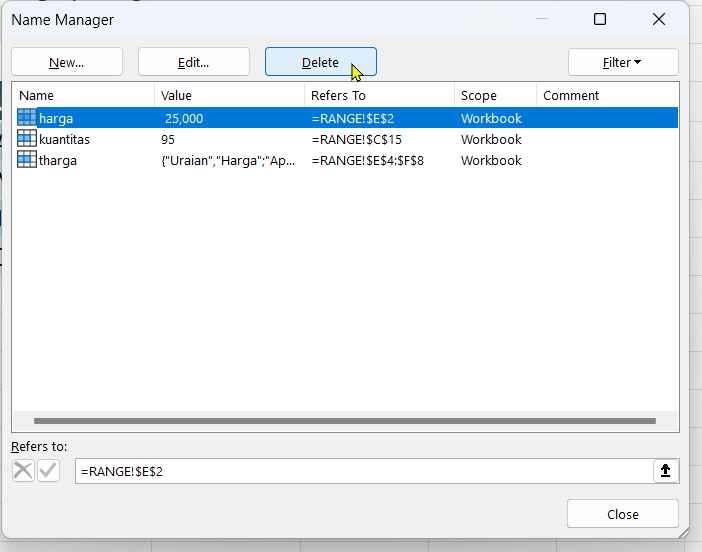 Name Manager
New... Edit... Delete Filter
Name Value Refers To Scope Comment
harga 25,000 =RANGE!$E$2 Workbook
kuantitas 95 =RANGE!$C$15 Workbook
tharga {"Uraian","Harga";"Ap... =RANGE!$E$4:$F$8 Workbook
Refers to:
=RANGE!$E$2
Close